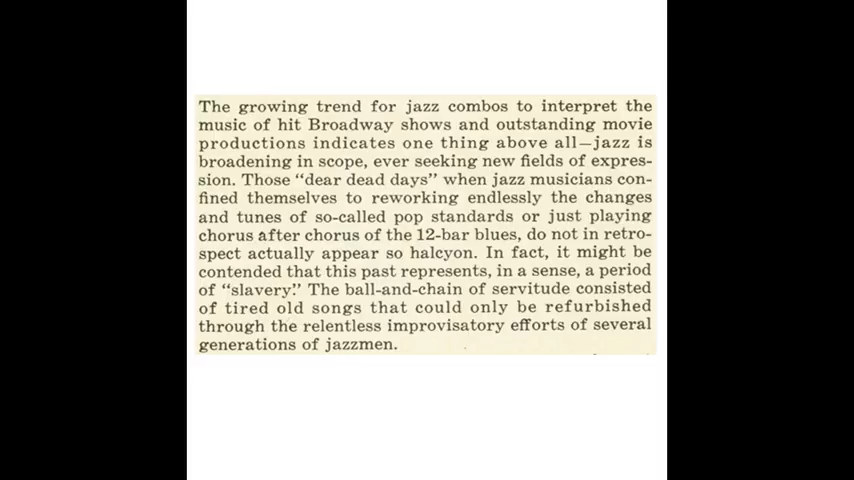 The growing trend for jazz combos to interpret the
music of hit Broadway shows and outstanding movie
productions indicates one thing above all—jazz is
broadening in scope, ever seeking new fields of expres-
sion. Those “dear dead days” when jazz musicians con-
fined themselves to reworking endlessly the changes
and tunes of so-called pop standards or just playing
chorus after chorus of the 12-bar blues, do not in retro-
spect actually appear so halcyon. In fact, it might be
contended that this past represents, in a sense, a period
of “slavery.” The ball-and-chain of servitude consisted
of tired old songs that could only be refurbished
through the relentless improvisatory efforts of several
generations of jazzmen.